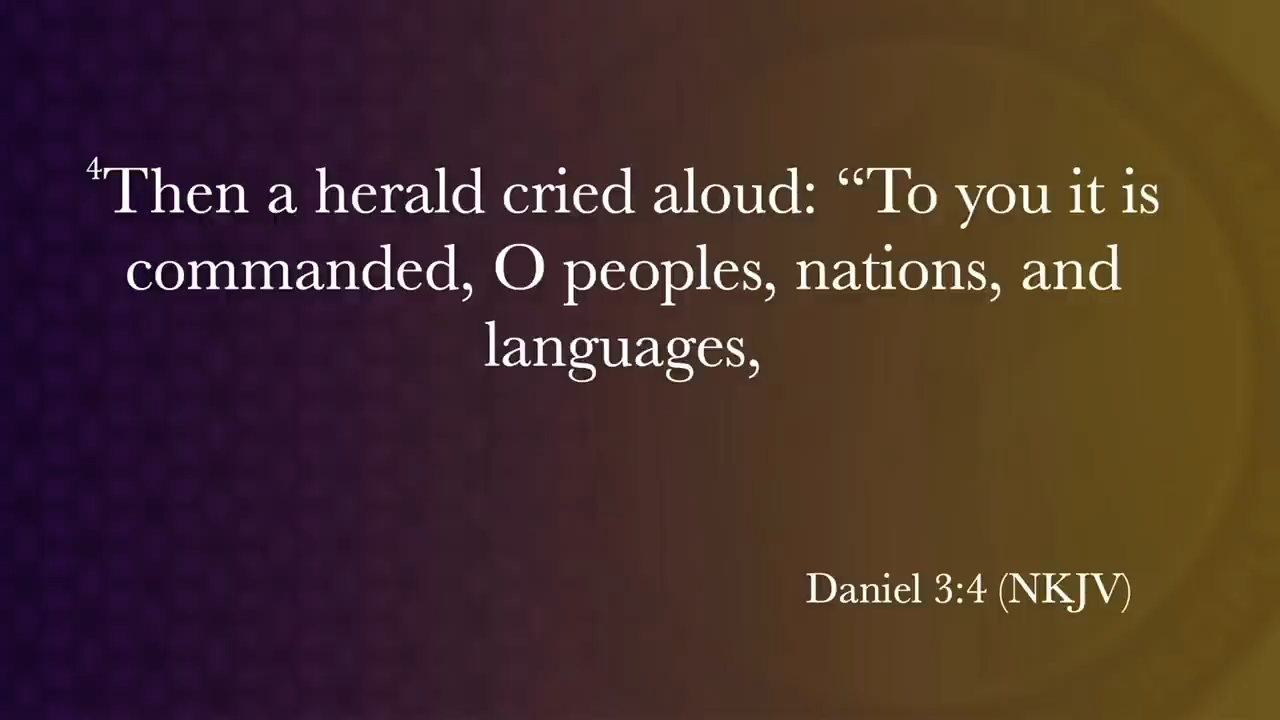 ⁴Then a herald cried aloud: “To you it is
commanded, O peoples, nations, and
languages,
Daniel 3:4 (NKJV)